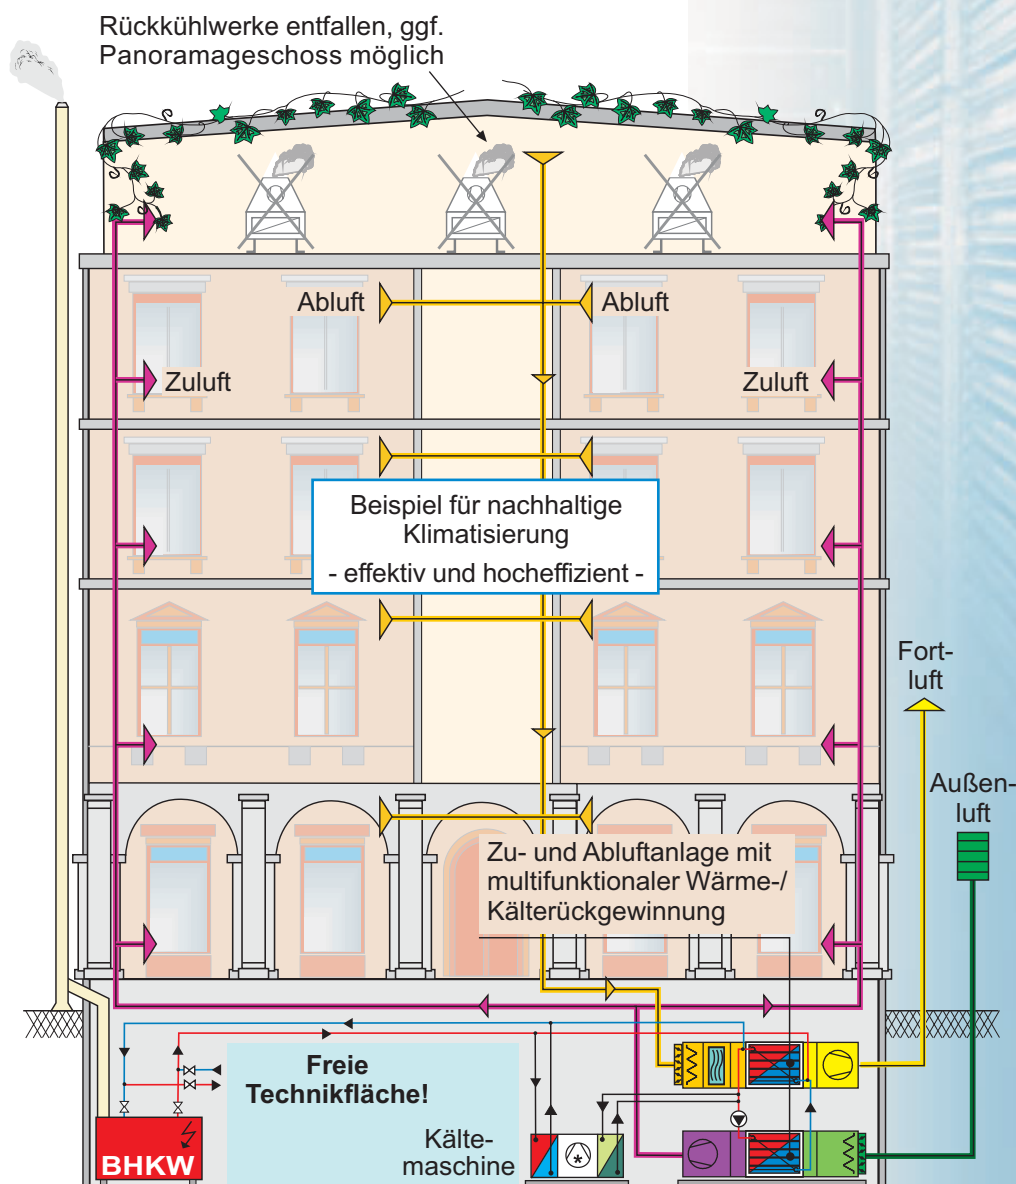 Rückkühlwerke entfallen, ggf.
Panoramageschoss möglich
Abluft
Abluft
Zuluft
Zuluft
Beispiel für nachhaltige
Klimatisierung
- effektiv und hocheffizient -
Fort-
luft
Außen-
luft
Zu- und Abluftanlage mit
multifunktionaler Wärme-/
Kälterückgewinnung
Freie
Technikfläche!
Kälte-
maschine
BHKW